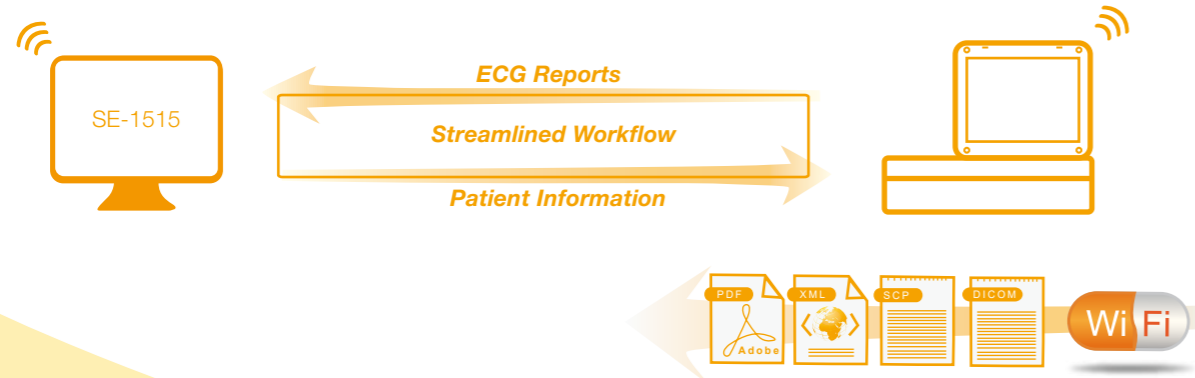 ECG Reports
SE-1515
Streamlined Workflow
Patient Information
PDF XML SCP DICOM
Adobe
Wi Fi